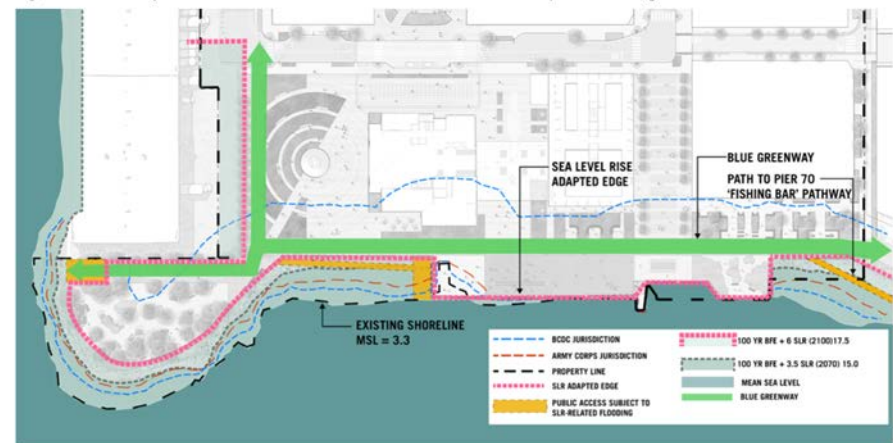 SEA LEVEL RISE
ADAPTED EDGE
BLUE GREENWAY
PATH TO PIER 70
'FISHING BAR' PATHWAY
EXISTING SHORELINE
MSL = 3.3
BCDC JURISDICTION
ARMY CORPS JURISDICTION
PROPERTY LINE
SLR ADAPTED EDGE
PUBLIC ACCESS SUBJECT TO
SLR-RELATED FLOODING
100 YR BFE + 6 SLR (2100)17.5
100 YR BFE + 3.5 SLR (2070) 15.0
MEAN SEA LEVEL
BLUE GREENWAY